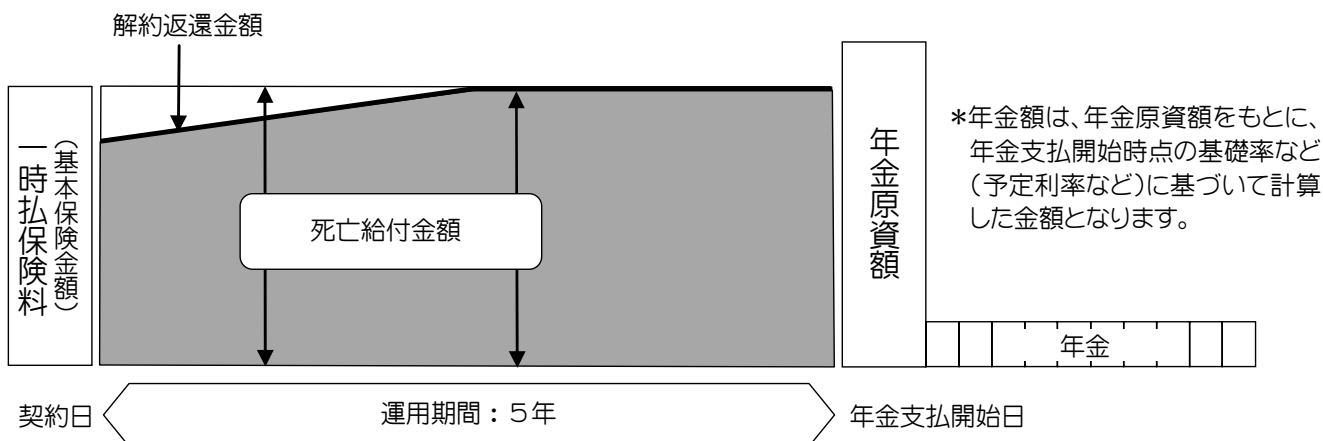 解約返還金額
一時払保険料
（基本保険金額）
死亡給付金額
年金原資額
＊年金額は、年金原資額をもとに、
年金支払開始時点の基礎率など
（予定利率など）に基づいて計算
した金額となります。
年金
契約日
運用期間：５年
年金支払開始日